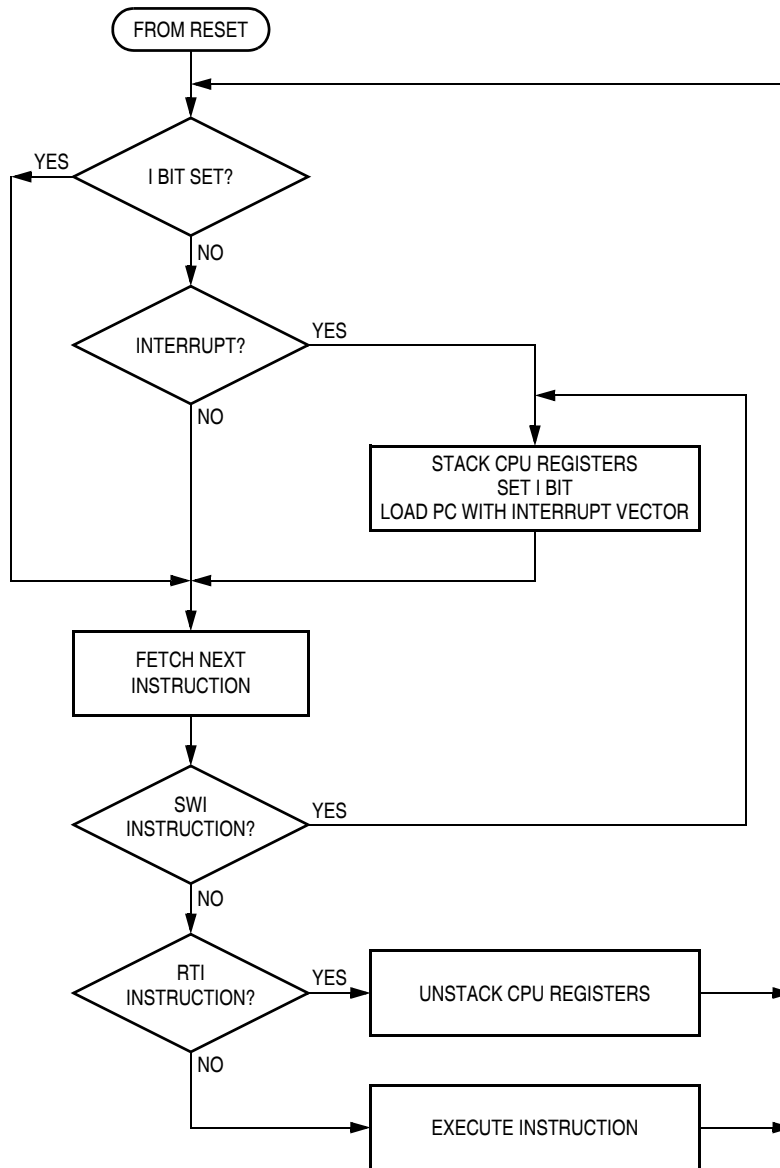 FROM RESET
YES
I BIT SET?
NO
YES
INTERRUPT?
NO
STACK CPU REGISTERS
SET I BIT
LOAD PC WITH INTERRUPT VECTOR
FETCH NEXT
INSTRUCTION
SWI
INSTRUCTION?
YES
NO
RTI
INSTRUCTION?
YES
UNSTACK CPU REGISTERS
NO
EXECUTE INSTRUCTION